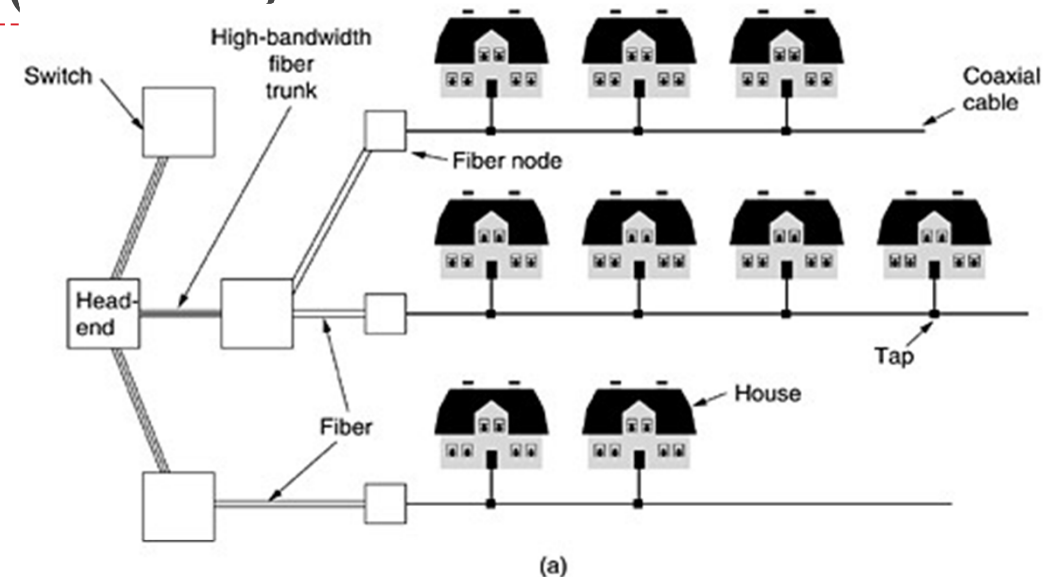 High-bandwidth
fiber
trunk
Switch
Coaxial
cable
Fiber node
Head-
end
Tap
House
Fiber
(a)